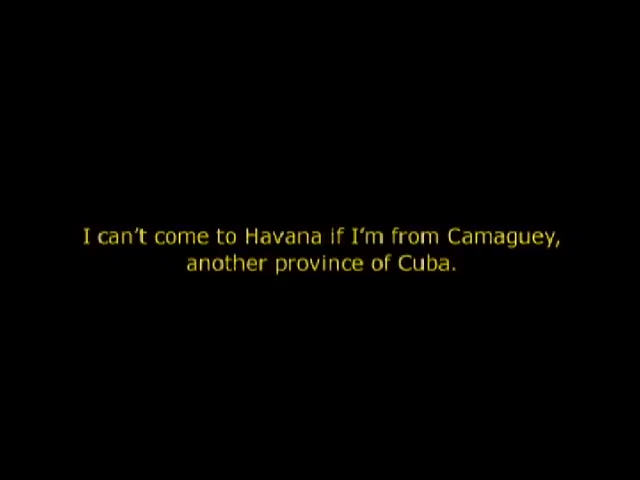 I can't come to Havana if I'm from Camaguey,
another province of Cuba.